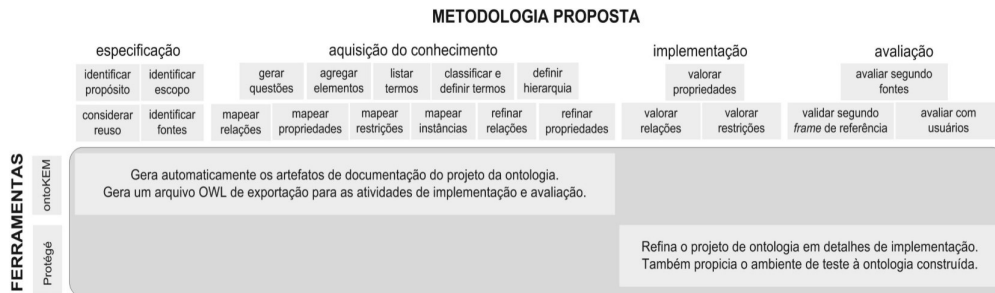 METODOLOGIA PROPOSTA
especificação
aquisição do conhecimento
implementação
avaliação
identificar
propósito
identificar
escopo
gerar
questões
agregar
elementos
listar
termos
classificar e
definir termos
definir
hierarquia
valorar
propriedades
avaliar segundo
fontes
considerar
reuso
identificar
fontes
mapear
relações
mapear
propriedades
mapear
restrições
mapear
instâncias
refinar
relações
refinar
propriedades
valorar
relações
valorar
restrições
validar segundo
frame de referência
avaliar com
usuários
FERRAMENTAS
ontoKEM
Gera automaticamente os artefatos de documentação do projeto da ontologia.
Gera um arquivo OWL de exportação para as atividades de implementação e avaliação.
Protégé
Refina o projeto de ontologia em detalhes de implementação.
Também propicia o ambiente de teste à ontologia construída.